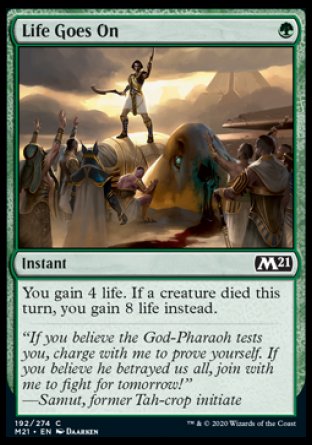 Life Goes On
Instant
M21
You gain 4 life. If a creature died this
turn, you gain 8 life instead.
"If you believe the God-Pharaoh tests
you, charge with me to prove yourself. If
you believe he betrayed us all, join with
me to fight for tomorrow!"
—Samut, former Tah-crop initiate
192/274 C
M21 • EN DAARKEN
™ & © 2020 Wizards of the Coast